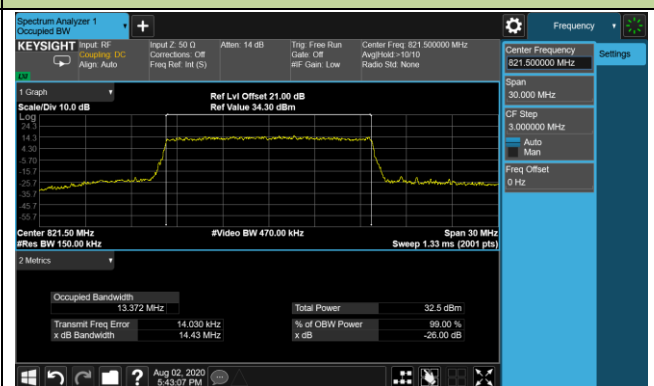 Spectrum Analyzer 1
Occupied BW
Frequency
KEYSIGHT Input: RF Input Z: 50 Ω Atten: 14 dB Trig: Free Run Center Freq: 821.500000 MHz
Coupling: DC Corrections: Off Gate: Off Avg|Hold:>10/10
Align: Auto Freq Ref: Int (S) #IF Gain: Low Radio Std: None
LXI
Center Frequency
821.500000 MHz
Settings
Span
30.000 MHz
CF Step
3.000000 MHz
Auto
Man
Freq Offset
0 Hz
1 Graph
Scale/Div 10.0 dB
Ref Lvl Offset 21.00 dB
Ref Value 34.30 dBm
Log
24.3
14.3
4.30
-5.70
-15.7
-25.7
-35.7
-45.7
-55.7
Center 821.50 MHz #Video BW 470.00 kHz Span 30 MHz
#Res BW 150.00 kHz Sweep 1.33 ms (2001 pts)
2 Metrics
Occupied Bandwidth
13.372 MHz Total Power 32.5 dBm
Transmit Freq Error 14.030 kHz % of OBW Power 99.00 %
x dB Bandwidth 14.43 MHz x dB -26.00 dB
Aug 02, 2020
5:43:07 PM